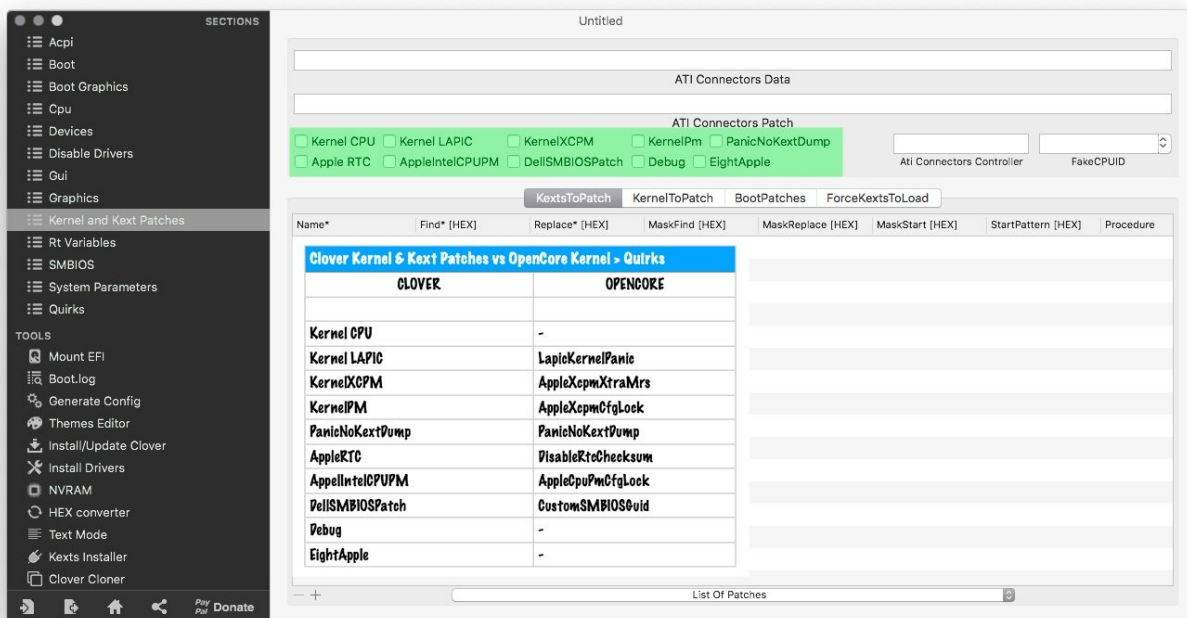 SECTIONS
Acpi
Boot
Boot Graphics
Cpu
Devices
Disable Drivers
Gui
Graphics
Kernel and Kext Patches
Rt Variables
SMBIOS
System Parameters
Quirks
TOOLS
Mount EFI
Boot.log
Generate Config
Themes Editor
Install/Update Clover
Install Drivers
NVRAM
HEX converter
Text Mode
Kexts Installer
Clover Cloner
Pay Pal Donate
Untitled
ATI Connectors Data
ATI Connectors Patch
Kernel CPU Kernel LAPIC KernelXCPM KernelPm PanicNoKextDump
Apple RTC AppleIntelCPUPM DellSMBIOSPatch Debug EightApple
Ati Connectors Controller FakeCPUID
KextsToPatch KernelToPatch BootPatches ForceKextsToLoad
Name* Find* [HEX] Replace* [HEX] MaskFind [HEX] MaskReplace [HEX] MaskStart [HEX] StartPattern [HEX] Procedure
Clover Kernel & Kext Patches vs OpenCore Kernel > Quirks
CLOVER OPENCORE
Kernel CPU -
Kernel LAPIC LapicKernelPanic
KernelXCPM AppleXcpmXtraMrs
KernelPM AppleXcpmCfgLock
PanicNoKextDump PanicNoKextDump
AppleRTC DisableRtcChecksum
AppelIntelCPUPM AppleCpuPmCfgLock
DellSMBIOSPatch CustomSMBIOSGuid
Debug -
EightApple -
List Of Patches